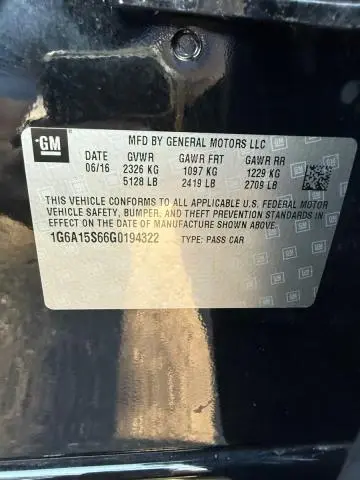 GM
MFD BY GENERAL MOTORS LLC
DATE GVWR GAWR FRT GAWR RR
06/16 2326 KG 1097 KG 1229 KG
5128 LB 2419 LB 2709 LB
THIS VEHICLE CONFORMS TO ALL APPLICABLE U.S. FEDERAL MOTOR
VEHICLE SAFETY, BUMPER, AND THEFT PREVENTION STANDARDS IN
EFFECT ON THE DATE OF MANUFACTURE SHOWN ABOVE.
1G6A15S66G0194322 TYPE: PASS CAR